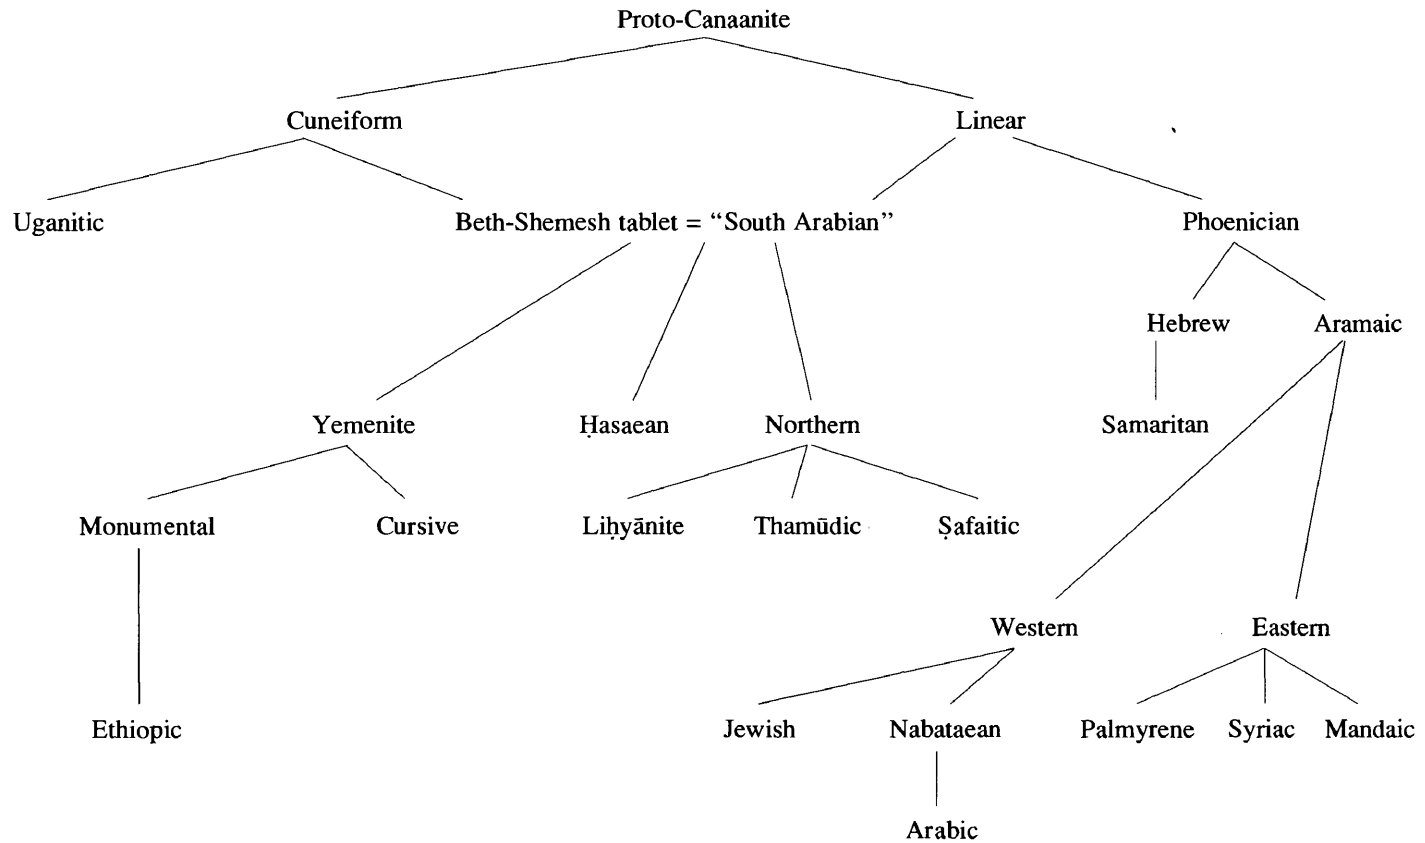 Proto-Canaanite
Cuneiform Linear
Uganitic Beth-Shemesh tablet = “South Arabian” Phoenician
Hebrew Aramaic
Yemenite Ḥasaean Northern Samaritan
Monumental Cursive Liḥyānite Thamūdic Ṣafaitic
Western Eastern
Ethiopic Jewish Nabataean Palmyrene Syriac Mandaic
Arabic